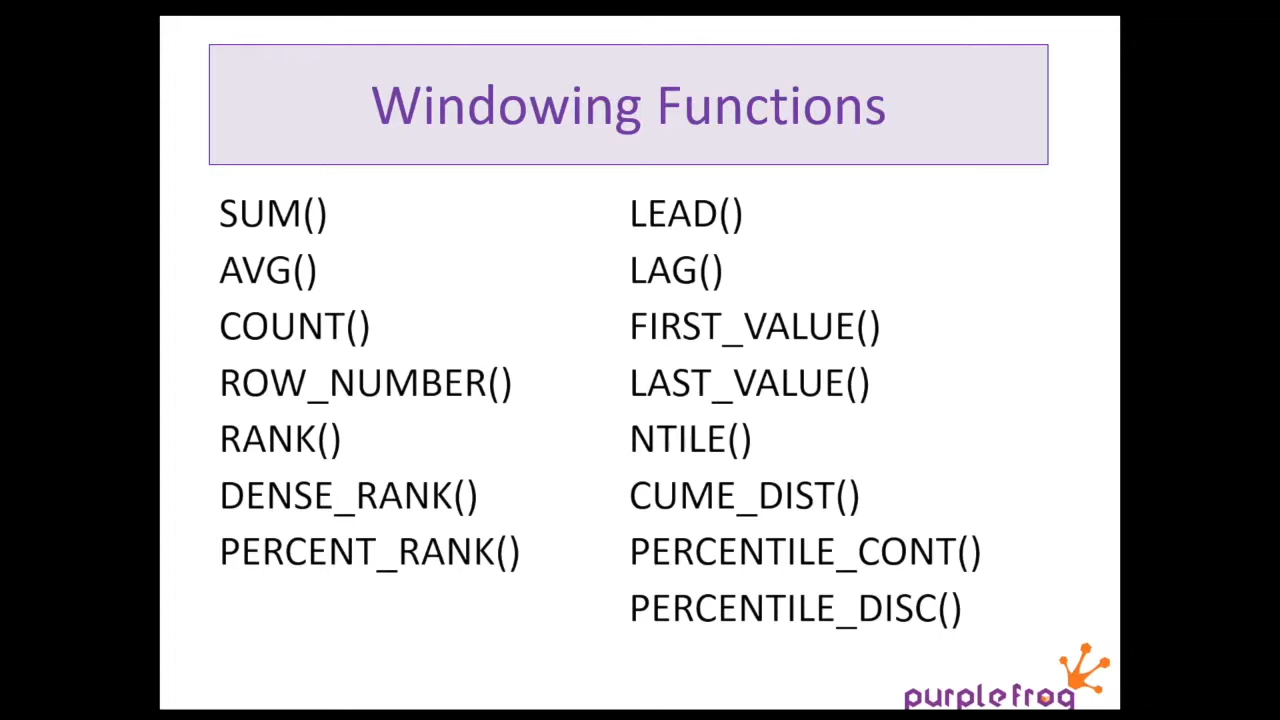 Windowing Functions
SUM()
AVG()
COUNT()
ROW_NUMBER()
RANK()
DENSE_RANK()
PERCENT_RANK()
LEAD()
LAG()
FIRST_VALUE()
LAST_VALUE()
NTILE()
CUME_DIST()
PERCENTILE_CONT()
PERCENTILE_DISC()
purplefrog